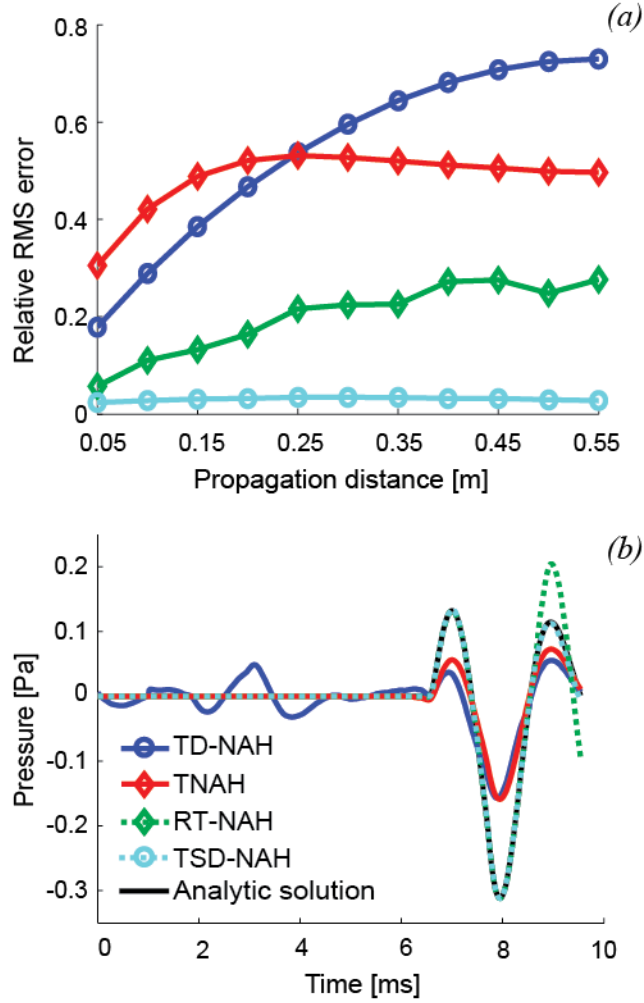 (a)
0.8
0.6
0.4
0.2
0
Relative RMS error
0.05 0.15 0.25 0.35 0.45 0.55
Propagation distance [m]
(b)
0.2
0.1
0
-0.1
-0.2
-0.3
Pressure [Pa]
TD-NAH
TNAH
RT-NAH
TSD-NAH
Analytic solution
0 2 4 6 8 10
Time [ms]